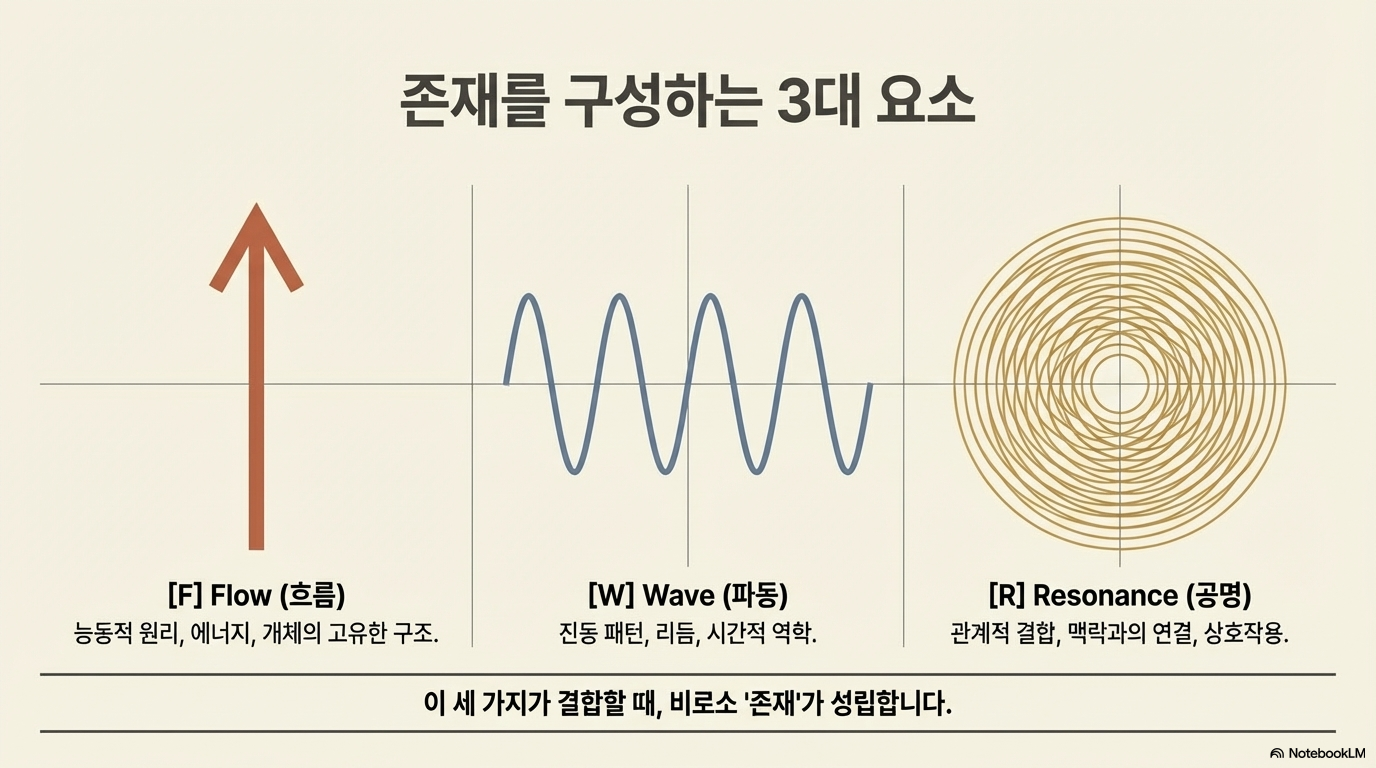 존재를 구성하는 3대 요소
[F] Flow (흐름)
능동적 원리, 에너지, 개체의 고유한 구조.
[W] Wave (파동)
진동 패턴, 리듬, 시간적 역학.
[R] Resonance (공명)
관계적 결합, 맥락과의 연결, 상호작용.
이 세 가지가 결합할 때, 비로소 '존재'가 성립합니다.
NotebookLM